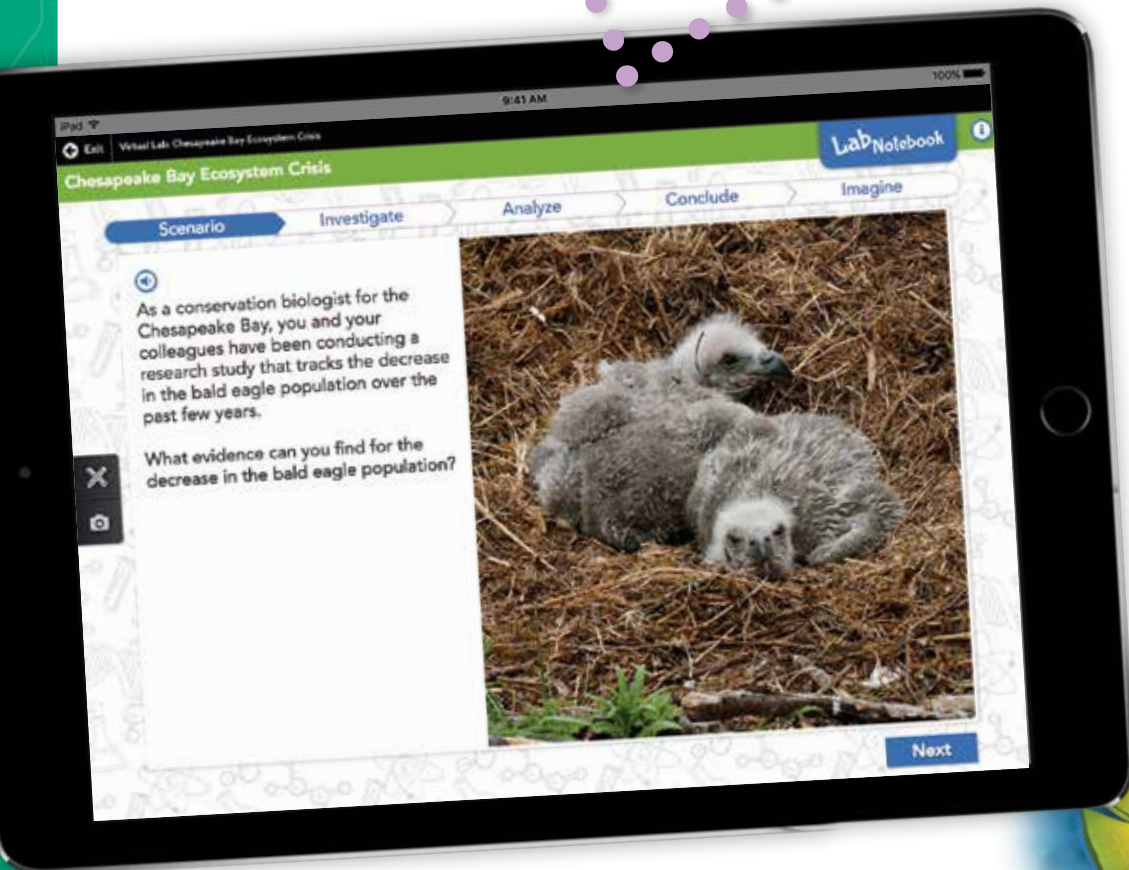 9:41 AM
100%
iPad
Exit
Virtual Lab: Chesapeake Bay Ecosystem Crisis
Chesapeake Bay Ecosystem Crisis
Lab Notebook
i
Scenario
Investigate
Analyze
Conclude
Imagine
As a conservation biologist for the
Chesapeake Bay, you and your
colleagues have been conducting a
research study that tracks the decrease
in the bald eagle population over the
past few years.
What evidence can you find for the
decrease in the bald eagle population?
Next